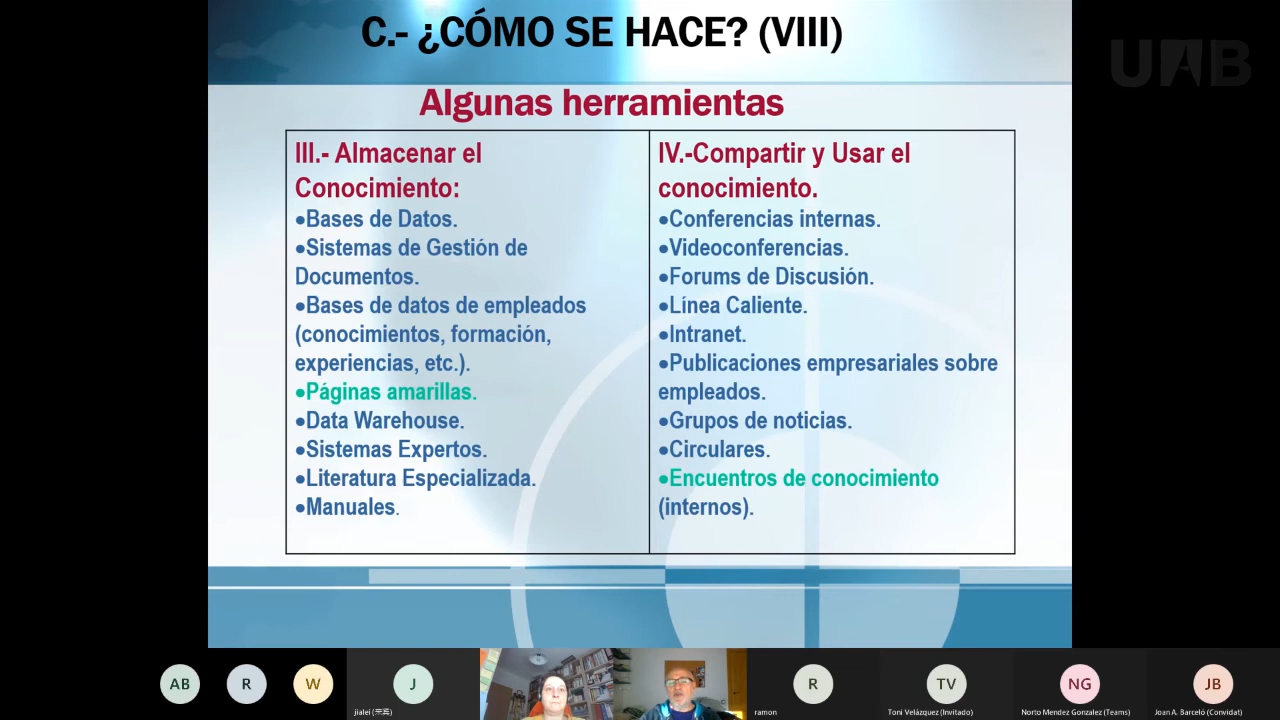 C.- ¿CÓMO SE HACE? (VIII)
UAB
Algunas herramientas
III.- Almacenar el
Conocimiento:
•Bases de Datos.
•Sistemas de Gestión de
Documentos.
•Bases de datos de empleados
(conocimientos, formación,
experiencias, etc.).
•Páginas amarillas.
•Data Warehouse.
•Sistemas Expertos.
•Literatura Especializada.
•Manuales.
IV.-Compartir y Usar el
conocimiento.
•Conferencias internas.
•Videoconferencias.
•Forums de Discusión.
•Línea Caliente.
•Intranet.
•Publicaciones empresariales sobre
empleados.
•Grupos de noticias.
•Circulares.
•Encuentros de conocimiento
(internos).
AB
R
W
J
jialei
R
ramon
TV
Toni Velázquez (Invitado)
NG
Norto Mendez Gonzalez (Teams)
JB
Joan A. Barceló (Convidat)